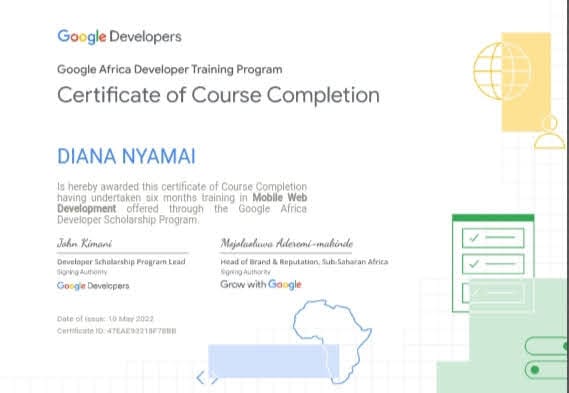 Google Developers
Google Africa Developer Training Program
Certificate of Course Completion
DIANA NYAMAI
Is hereby awarded this certificate of Course Completion
having undertaken six months training in Mobile Web
Development offered through the Google Africa
Developer Scholarship Program.
John Kimani
Mojolaoluwa Aderemi-makinde
Developer Scholarship Program Lead
Head of Brand & Reputation, Sub-Saharan Africa
Signing Authority
Signing Authority
Google Developers
Grow with Google
Date of Issue: 10 May 2022